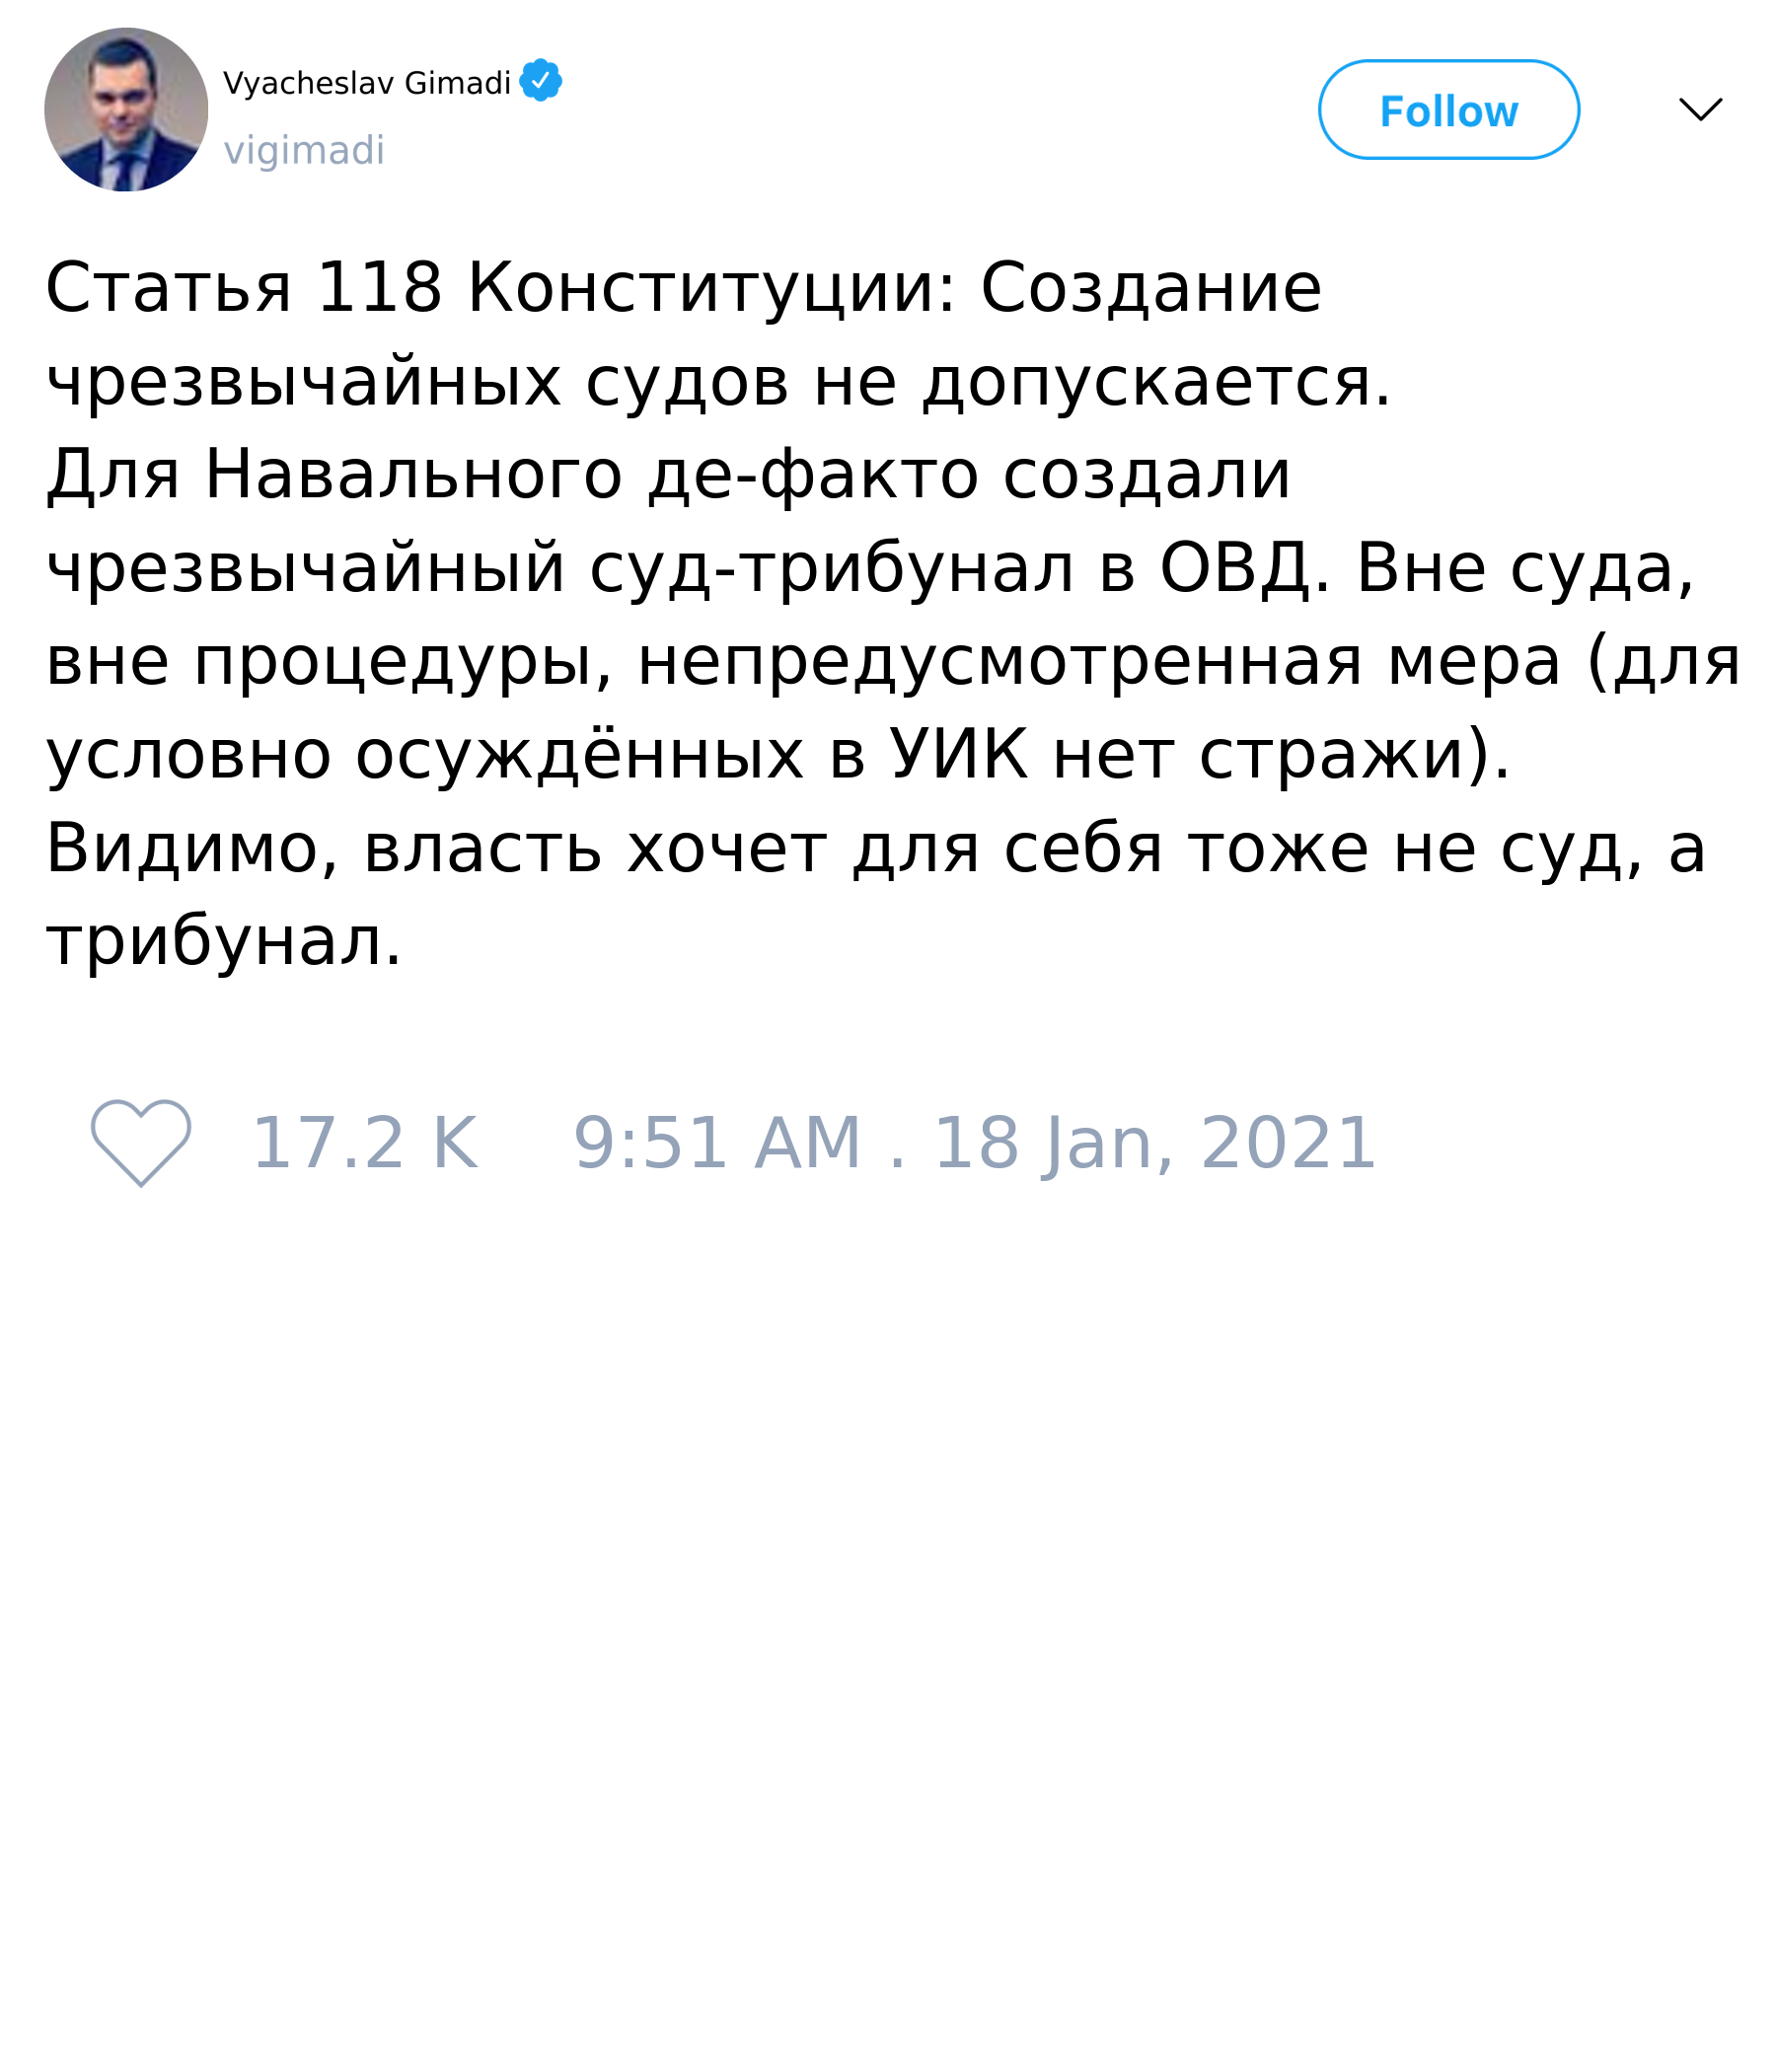 Vyacheslav Gimadi
vigimadi
Follow
Статья 118 Конституции: Создание
чрезвычайных судов не допускается.
Для Навального де-факто создали
чрезвычайный суд-трибунал в ОВД. Вне суда,
вне процедуры, непредусмотренная мера (для
условно осуждённых в УИК нет стражи).
Видимо, власть хочет для себя тоже не суд, а
трибунал.
17.2 K 9:51 AM . 18 Jan, 2021